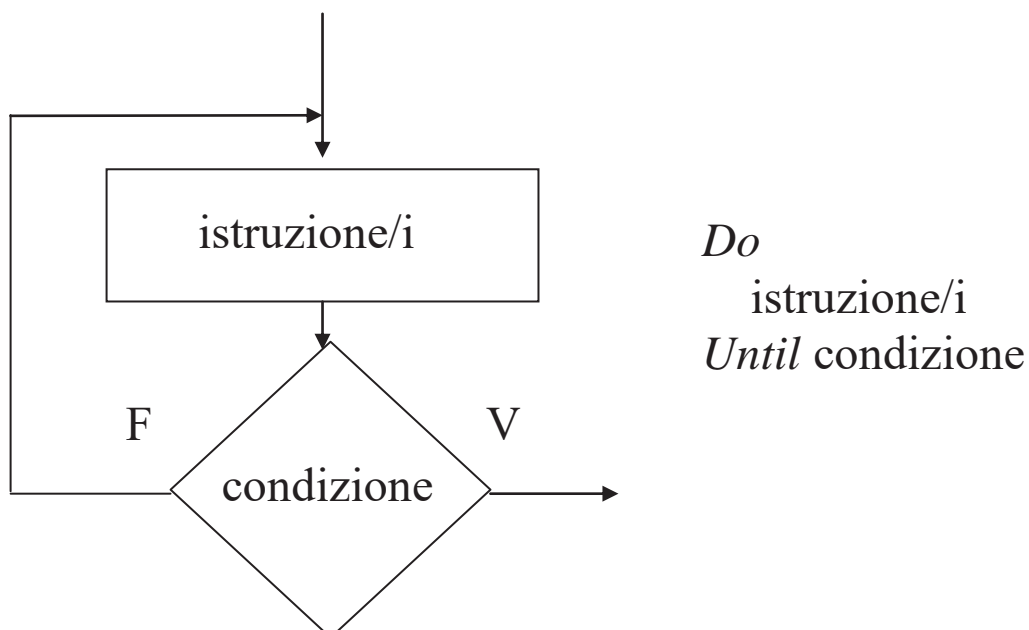 istruzione/i
F
V
condizione
Do
istruzione/i
Until condizione